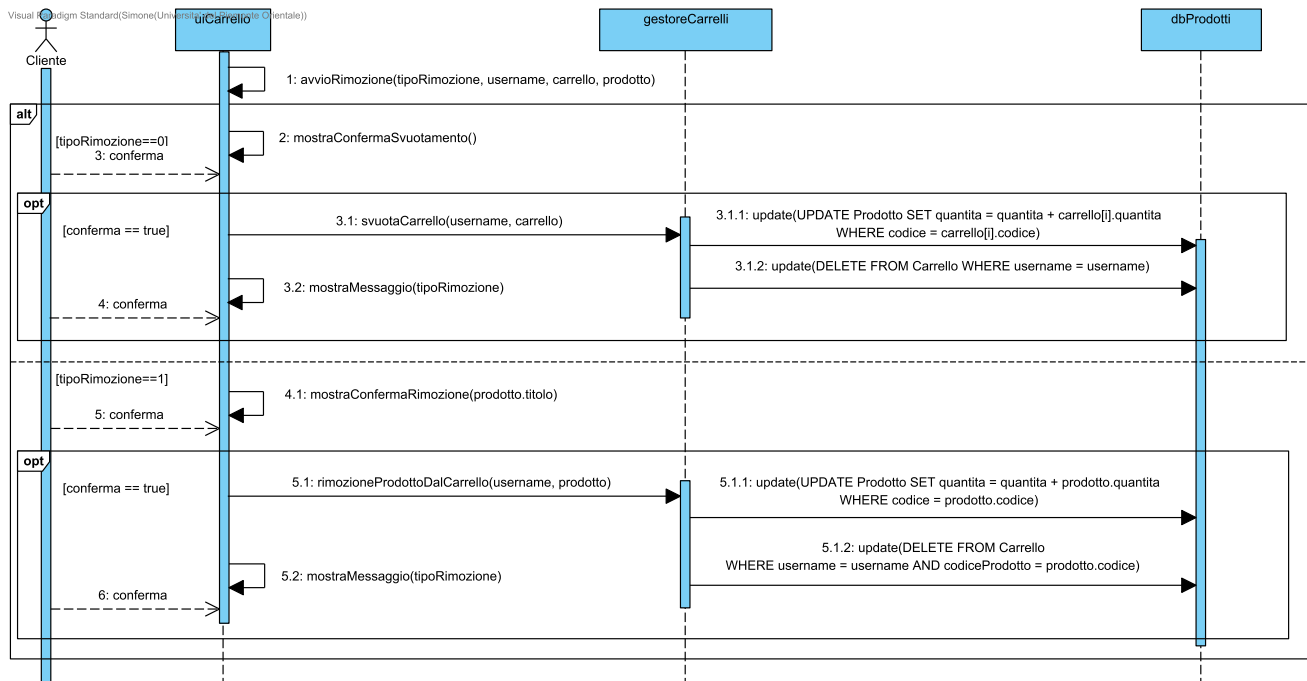 Visual Paradigm Standard(Simone(Universita' del Piemonte Orientale))
Cliente
uiCarrello
gestoreCarrelli
dbProdotti
1: avvioRimozione(tipoRimozione, username, carrello, prodotto)
alt
[tipoRimozione==0]
2: mostraConfermaSvuotamento()
3: conferma
opt
[conferma == true]
3.1: svuotaCarrello(username, carrello)
3.1.1: update(UPDATE Prodotto SET quantita = quantita + carrello[i].quantita
WHERE codice = carrello[i].codice)
3.1.2: update(DELETE FROM Carrello WHERE username = username)
3.2: mostraMessaggio(tipoRimozione)
4: conferma
[tipoRimozione==1]
4.1: mostraConfermaRimozione(prodotto.titolo)
5: conferma
opt
[conferma == true]
5.1: rimozioneProdottoDalCarrello(username, prodotto)
5.1.1: update(UPDATE Prodotto SET quantita = quantita + prodotto.quantita
WHERE codice = prodotto.codice)
5.1.2: update(DELETE FROM Carrello
WHERE username = username AND codiceProdotto = prodotto.codice)
5.2: mostraMessaggio(tipoRimozione)
6: conferma